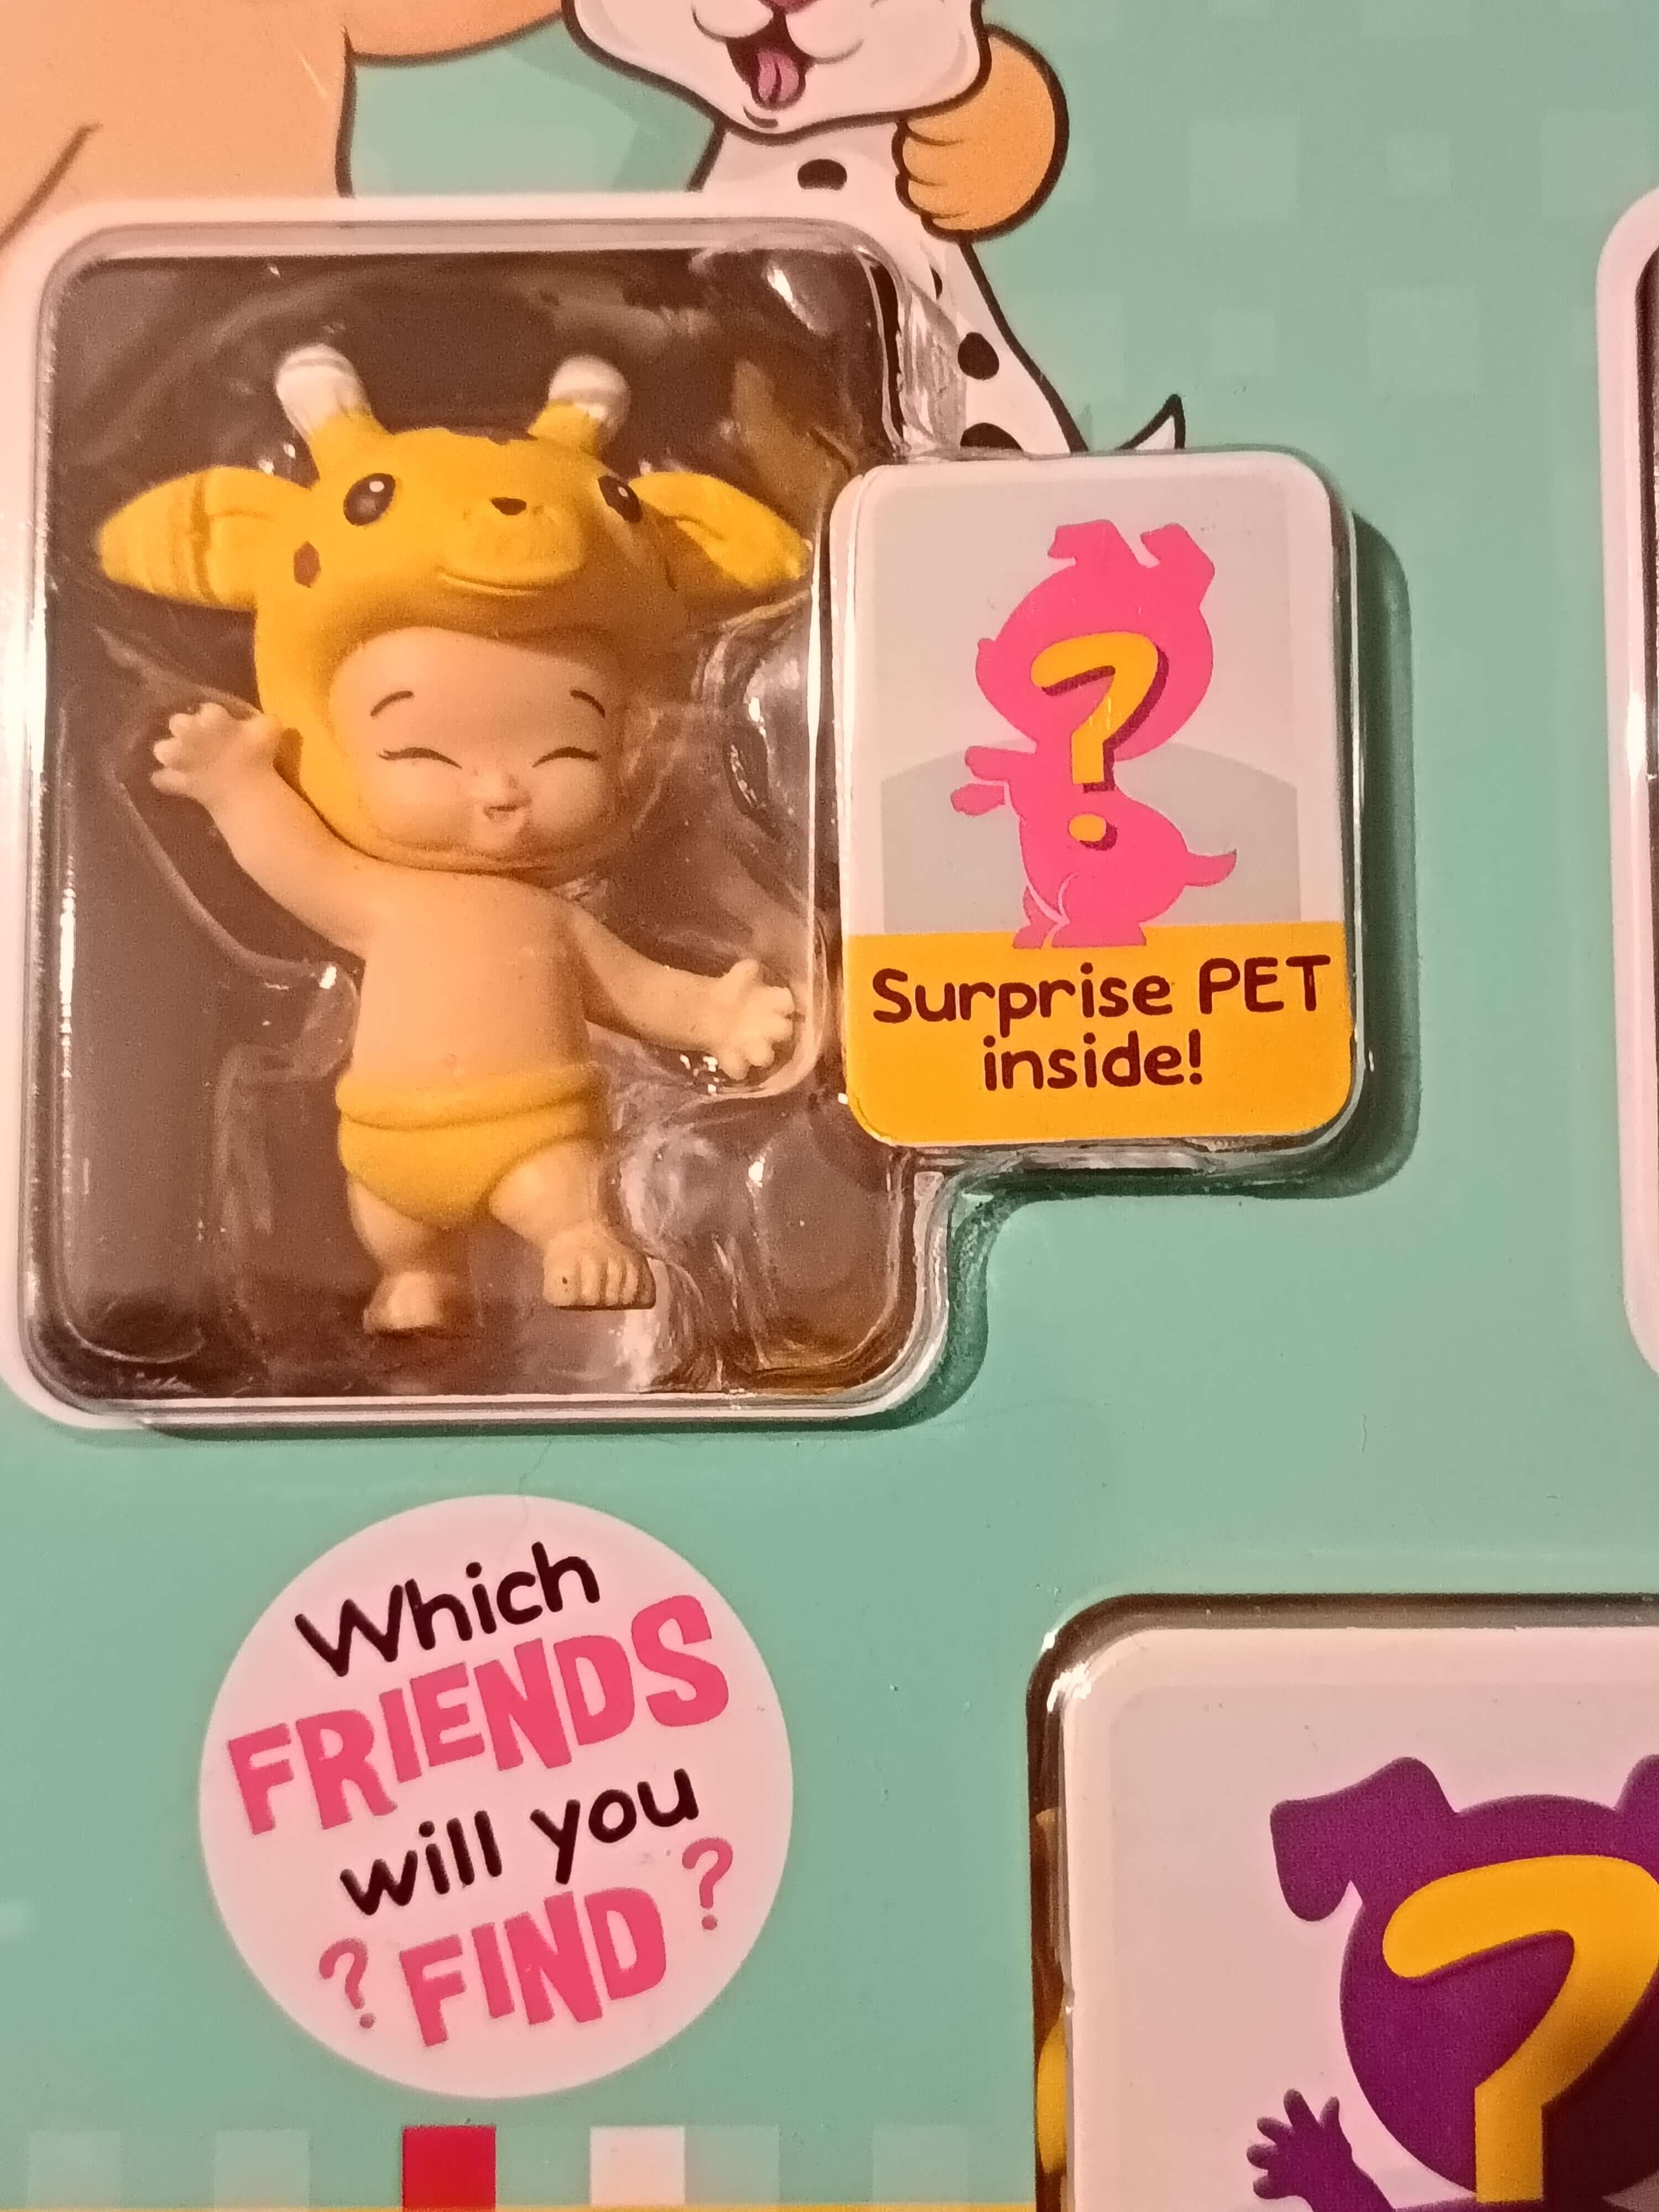 ?
Surprise PET
inside!
Which
FRIENDS
will you
? FIND ?
?